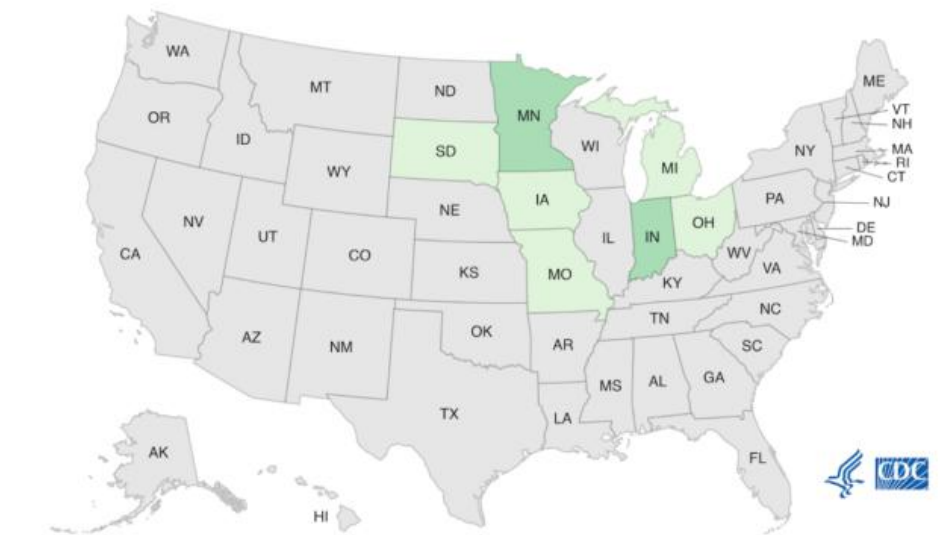 WA
MT
ND
MN
ME
VT
NH
OR
ID
SD
WI
MI
NY
MA
RI
CT
WY
IA
PA
NJ
NV
NE
IL
IN
OH
DE
MD
CA
UT
CO
KS
MO
WV
VA
KY
AZ
NM
OK
AR
TN
NC
SC
TX
MS
AL
GA
LA
AK
FL
CDC
HI